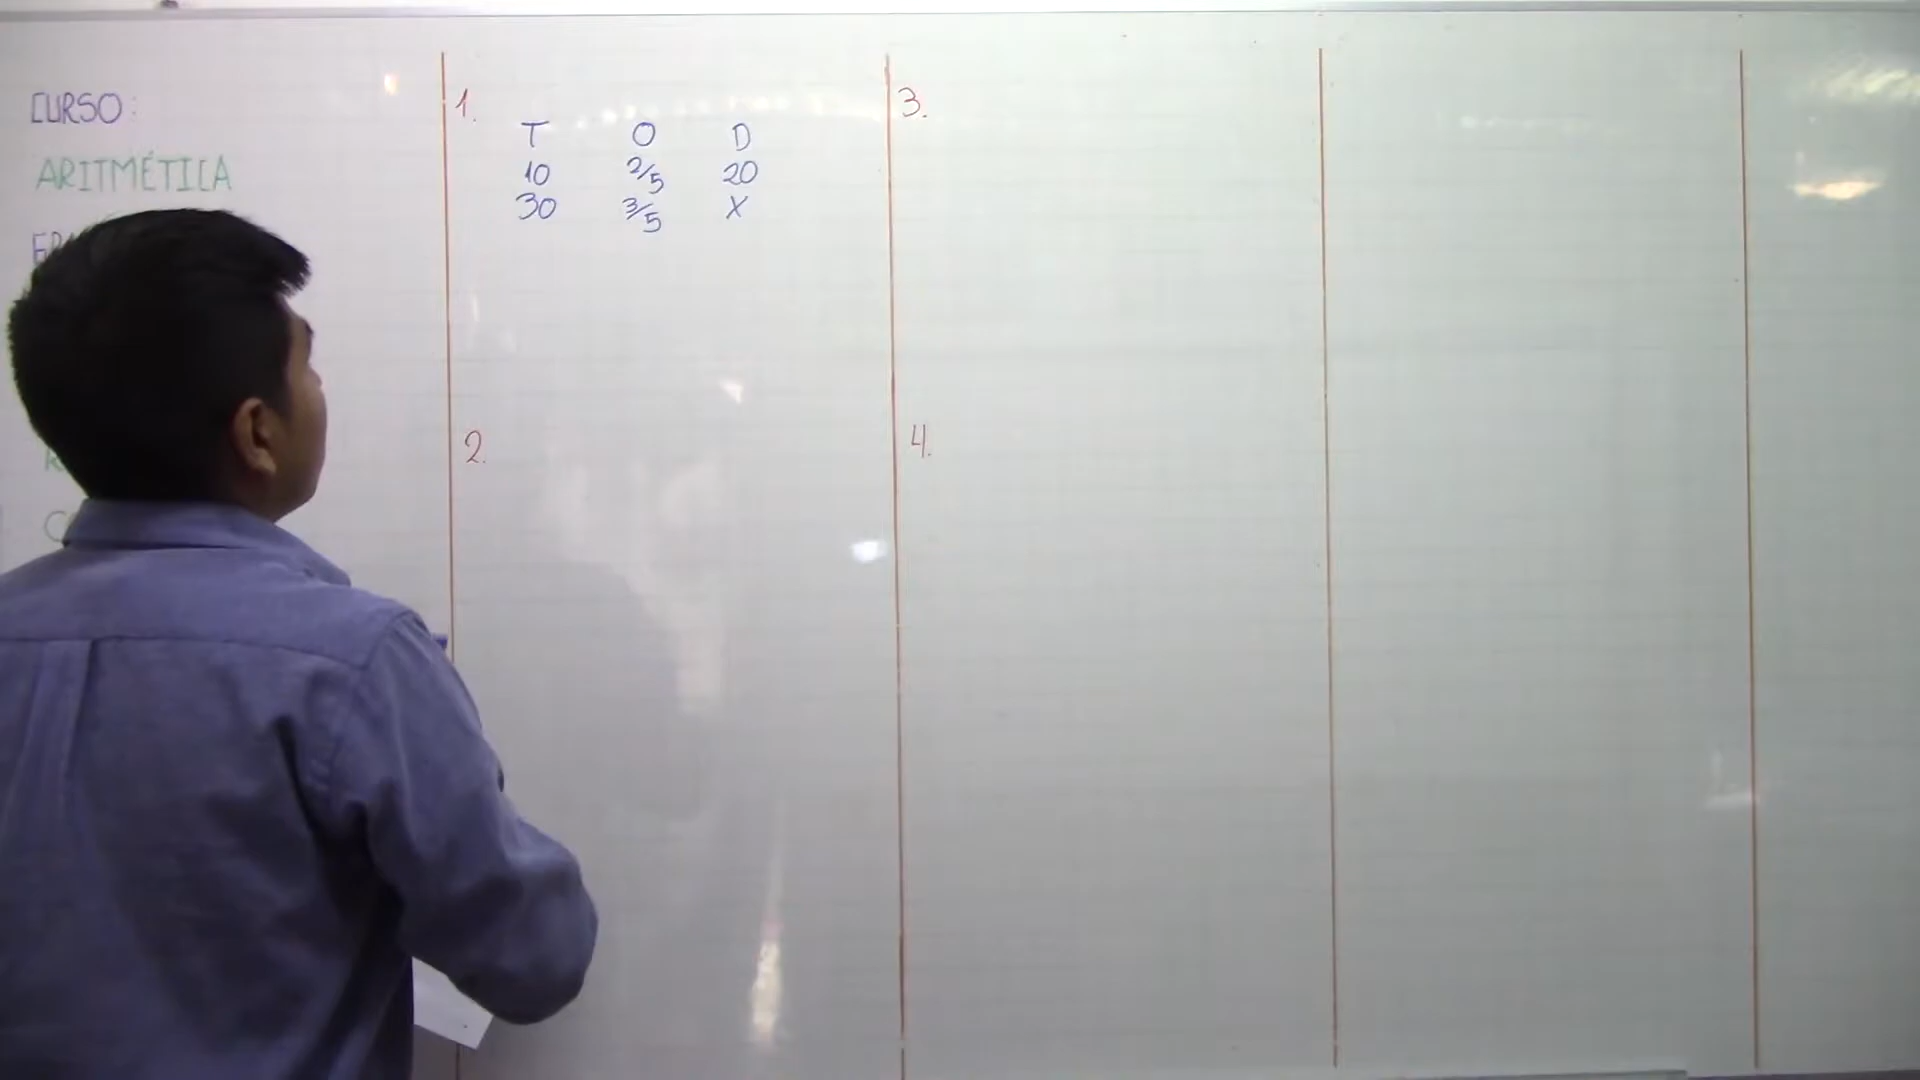 CURSO:
ARITMÉTICA
1.
T O D
10 2/5 20
30 3/5 X
2.
3.
4.